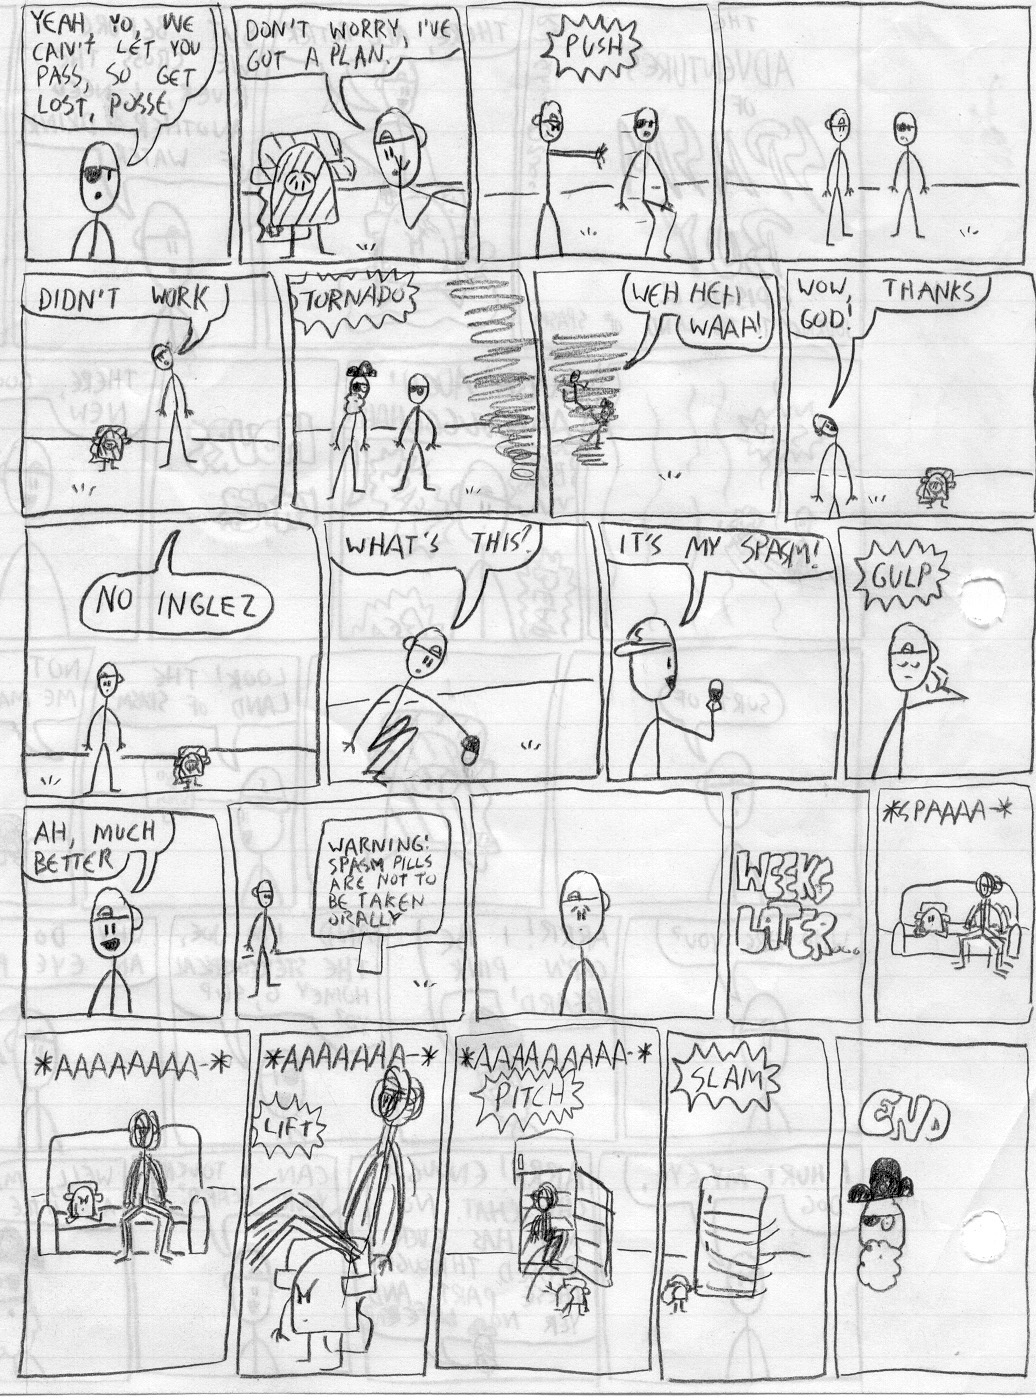 YEAH, YO, WE
CAN'T LET YOU
PASS, SO GET
LOST, POSSE
DON'T WORRY, I'VE
GOT A PLAN.
PUSH
DIDN'T WORK
TORNADO
WEH HEH
WAAH!
WOW, THANKS
GOD!
NO INGLEZ
WHAT'S THIS?
IT'S MY SPASM!
GULP
AH, MUCH
BETTER
WARNING!
SPASM PILLS
ARE NOT TO
BE TAKEN
ORALLY
WEEKS
LATER...
*SPAAAA-*
*AAAAAAAA-*
*AAAAAAA-*
LIFT
*AAAAAAAAA-*
PITCH
SLAM
END